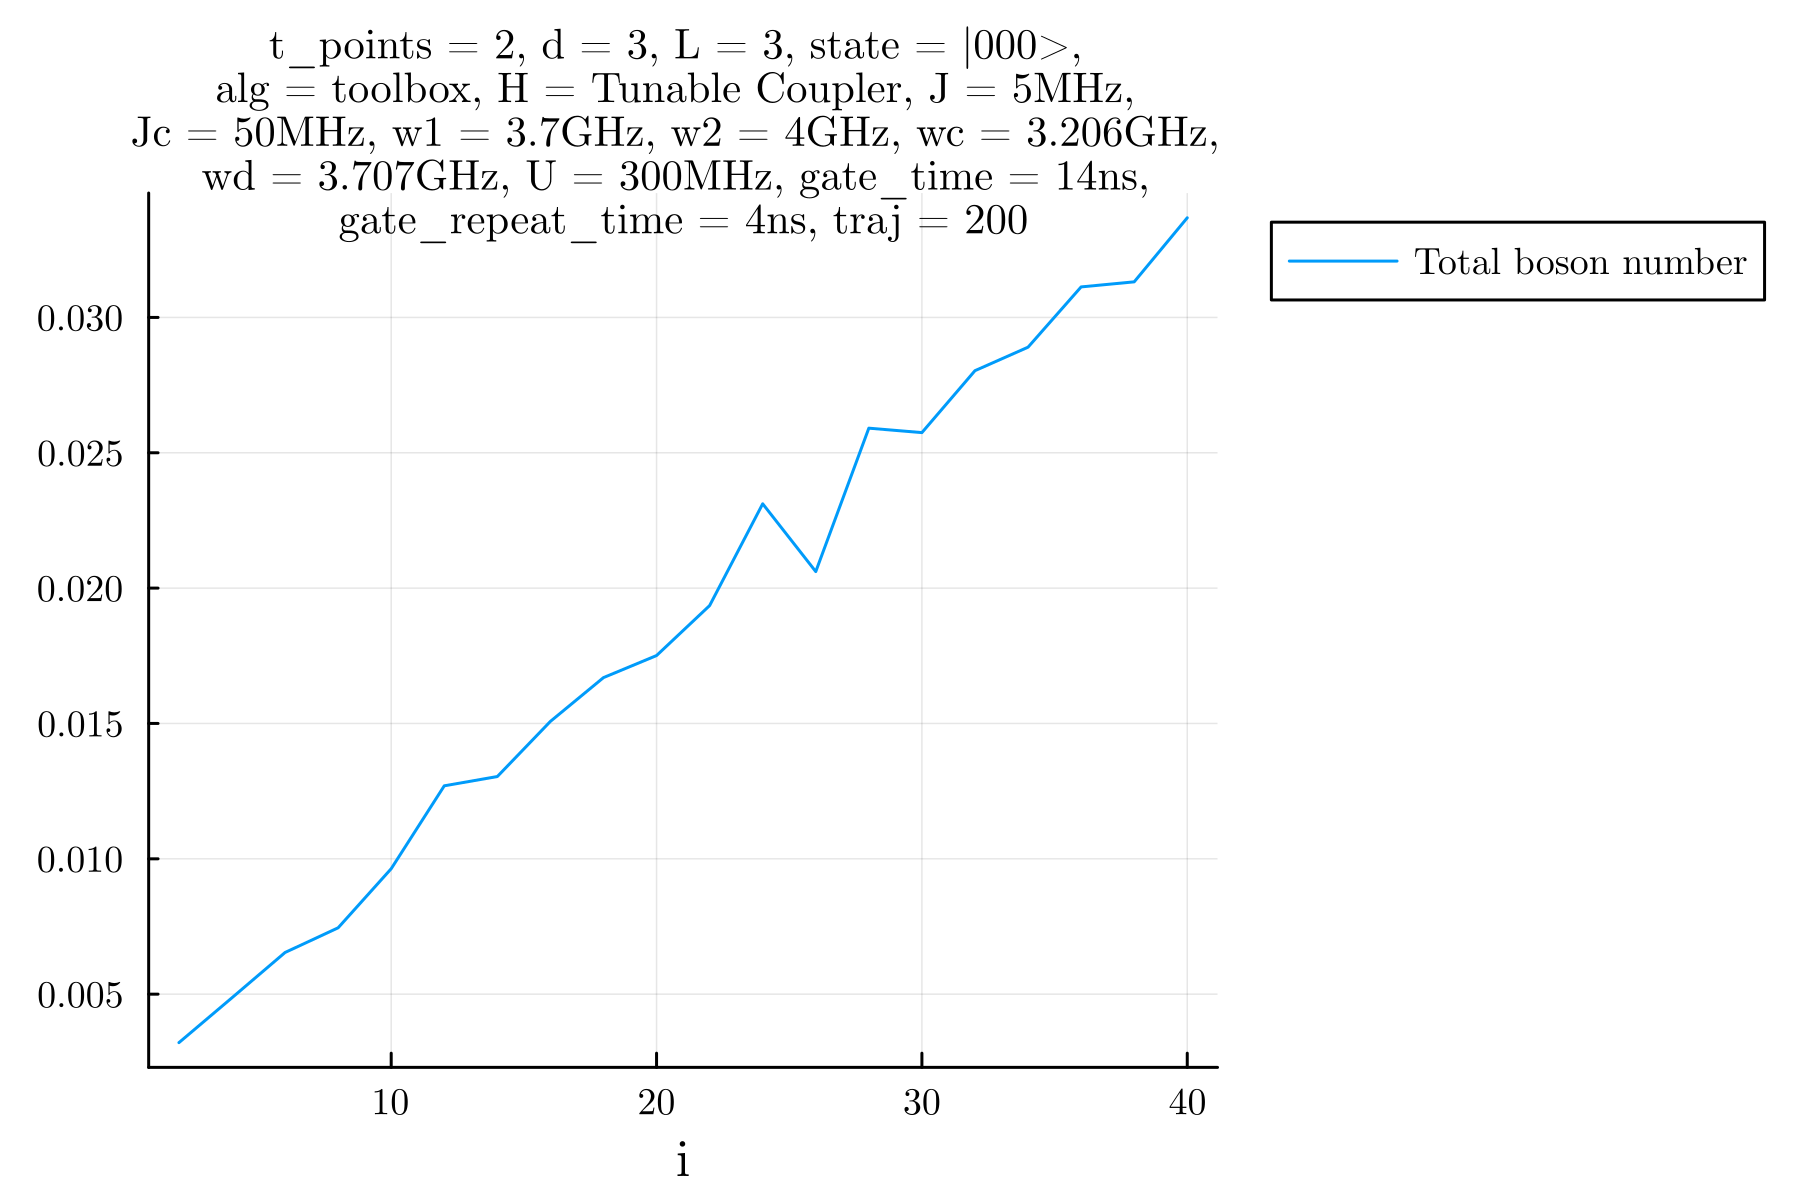 t_points = 2, d = 3, L = 3, state = |000>,
alg = toolbox, H = Tunable Coupler, J = 5MHz,
Jc = 50MHz, w1 = 3.7GHz, w2 = 4GHz, wc = 3.206GHz,
wd = 3.707GHz, U = 300MHz, gate_time = 14ns,
gate_repeat_time = 4ns, traj = 200
Total boson number
0.030
0.025
0.020
0.015
0.010
0.005
10 20 30 40
i